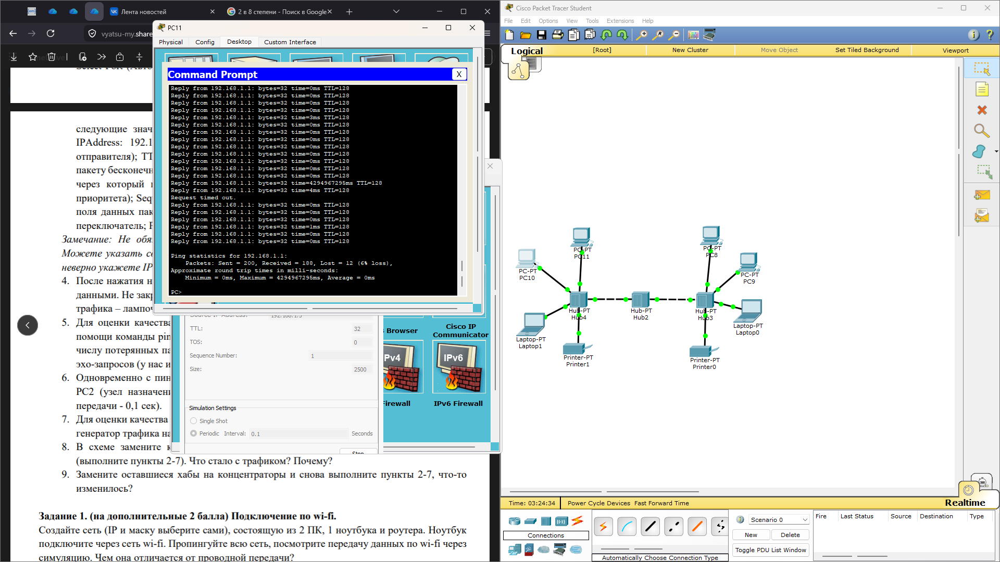 Лента новостей
2 в 8 степени - Поиск в Google
vyatsu-my.share
следующие знач
IPAddress: 192.1
отправителя); TT
пакету бесконечн
через который п
приоритета); Seq
поля данных пак
переключатель; F
Замечание: Не обя
Можете указать се
неверно укажете IP
4. После нажатия н
данными. Не закр
трафика – лампоч
5. Для оценки качества
помощи команды pin
числу потерянных па
эхо-запросов (у нас и
6. Одновременно с пин
PC2 (узел назначени
передачи - 0,1 сек).
7. Для оценки качества
генератор трафика на
8. В схеме замените к
(выполните пункты 2-7). Что стало с трафиком? Почему?
9. Замените оставшиеся хабы на концентраторы и снова выполните пункты 2-7, что-то
изменилось?
Задание 1. (на дополнительные 2 балла) Подключение по wi-fi.
Создайте сеть (IP и маску выберите сами), состоящую из 2 ПК, 1 ноутбука и роутера. Ноутбук
подключите через сеть wi-fi. Пропингуйте всю сеть, посмотрите передачу данных по wi-fi через
симуляцию. Чем она отличается от проводной передачи?
PC11
Physical Config Desktop Custom Interface
Command Prompt
X
Reply from 192.168.1.1: bytes=32 time=0ms TTL=128
Reply from 192.168.1.1: bytes=32 time=0ms TTL=128
Reply from 192.168.1.1: bytes=32 time=0ms TTL=128
Reply from 192.168.1.1: bytes=32 time=0ms TTL=128
Reply from 192.168.1.1: bytes=32 time=3ms TTL=128
Reply from 192.168.1.1: bytes=32 time=0ms TTL=128
Reply from 192.168.1.1: bytes=32 time=0ms TTL=128
Reply from 192.168.1.1: bytes=32 time=0ms TTL=128
Reply from 192.168.1.1: bytes=32 time=0ms TTL=128
Reply from 192.168.1.1: bytes=32 time=0ms TTL=128
Reply from 192.168.1.1: bytes=32 time=0ms TTL=128
Reply from 192.168.1.1: bytes=32 time=0ms TTL=128
Reply from 192.168.1.1: bytes=32 time=0ms TTL=128
Reply from 192.168.1.1: bytes=32 time=4294967295ms TTL=128
Reply from 192.168.1.1: bytes=32 time=4ms TTL=128
Request timed out.
Reply from 192.168.1.1: bytes=32 time=0ms TTL=128
Reply from 192.168.1.1: bytes=32 time=0ms TTL=128
Reply from 192.168.1.1: bytes=32 time=0ms TTL=128
Reply from 192.168.1.1: bytes=32 time=1ms TTL=128
Reply from 192.168.1.1: bytes=32 time=0ms TTL=128
Reply from 192.168.1.1: bytes=32 time=0ms TTL=128
Ping statistics for 192.168.1.1:
Packets: Sent = 200, Received = 188, Lost = 12 (6% loss),
Approximate round trip times in milli-seconds:
Minimum = 0ms, Maximum = 4294967295ms, Average = 0ms
PC>
TTL: 32
TOS: 0
Sequence Number: 1
Size: 2500
Simulation Settings
Single Shot
Periodic Interval: 0.1 Seconds
Stop
Browser
Cisco IP
Communicator
Pv4
IPv6
Firewall
IPv6 Firewall
Cisco Packet Tracer Student
File Edit Options View Tools Extensions Help
Logical [Root] New Cluster Move Object Set Tiled Background Viewport
PC-PT
PC11
PC-PT
PC8
PC-PT
PC10
PC-PT
PC9
Hub-PT
Hub4
Hub-PT
Hub2
Hub-PT
Hub3
Laptop-PT
Laptop1
Laptop-PT
Laptop0
Printer-PT
Printer1
Printer-PT
Printer0
Time: 03:24:34 Power Cycle Devices Fast Forward Time
Realtime
Connections
Automatically Choose Connection Type
Scenario 0
New Delete
Toggle PDU List Window
Fire Last Status Source Destination Type